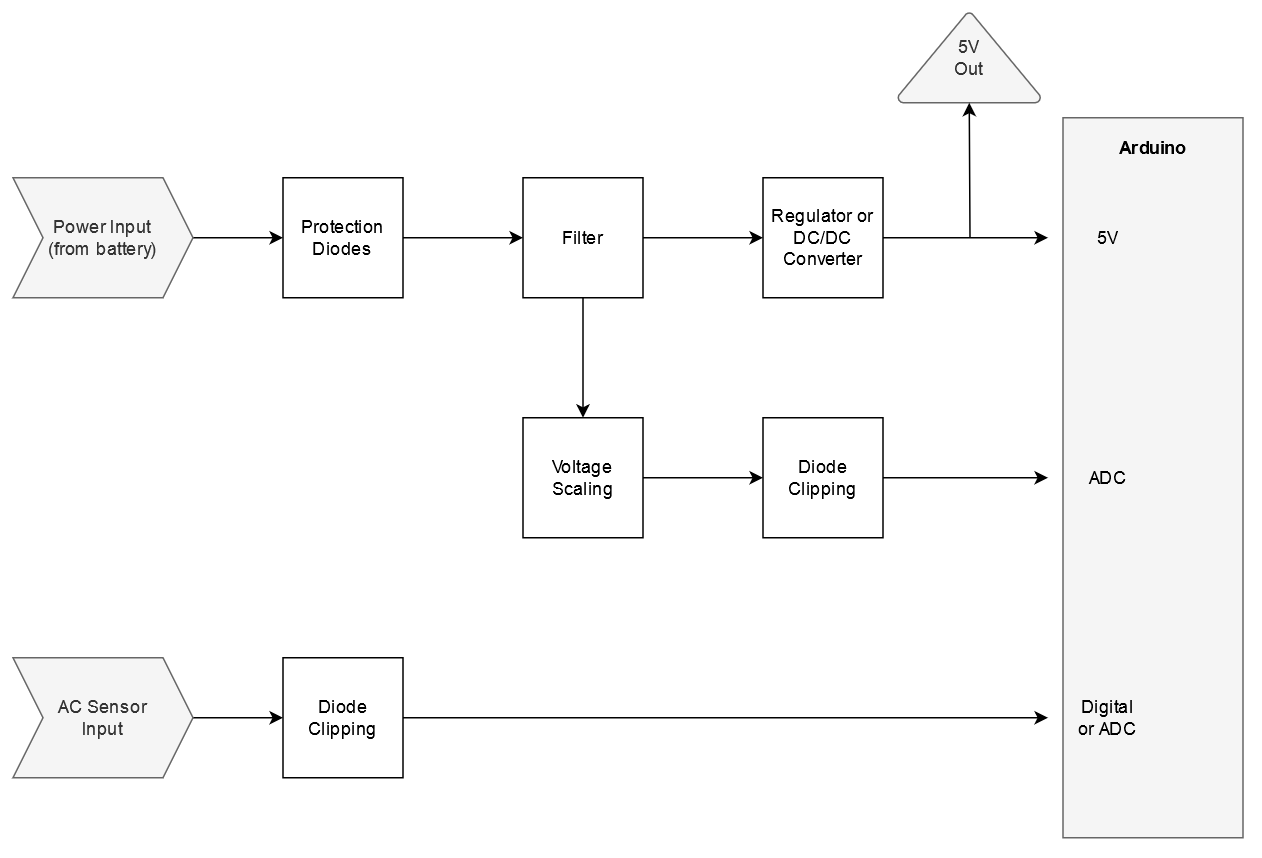 5V
Out
Arduino
Power Input
(from battery)
Protection
Diodes
Filter
Regulator or
DC/DC
Converter
5V
Voltage
Scaling
Diode
Clipping
ADC
AC Sensor
Input
Diode
Clipping
Digital
or ADC